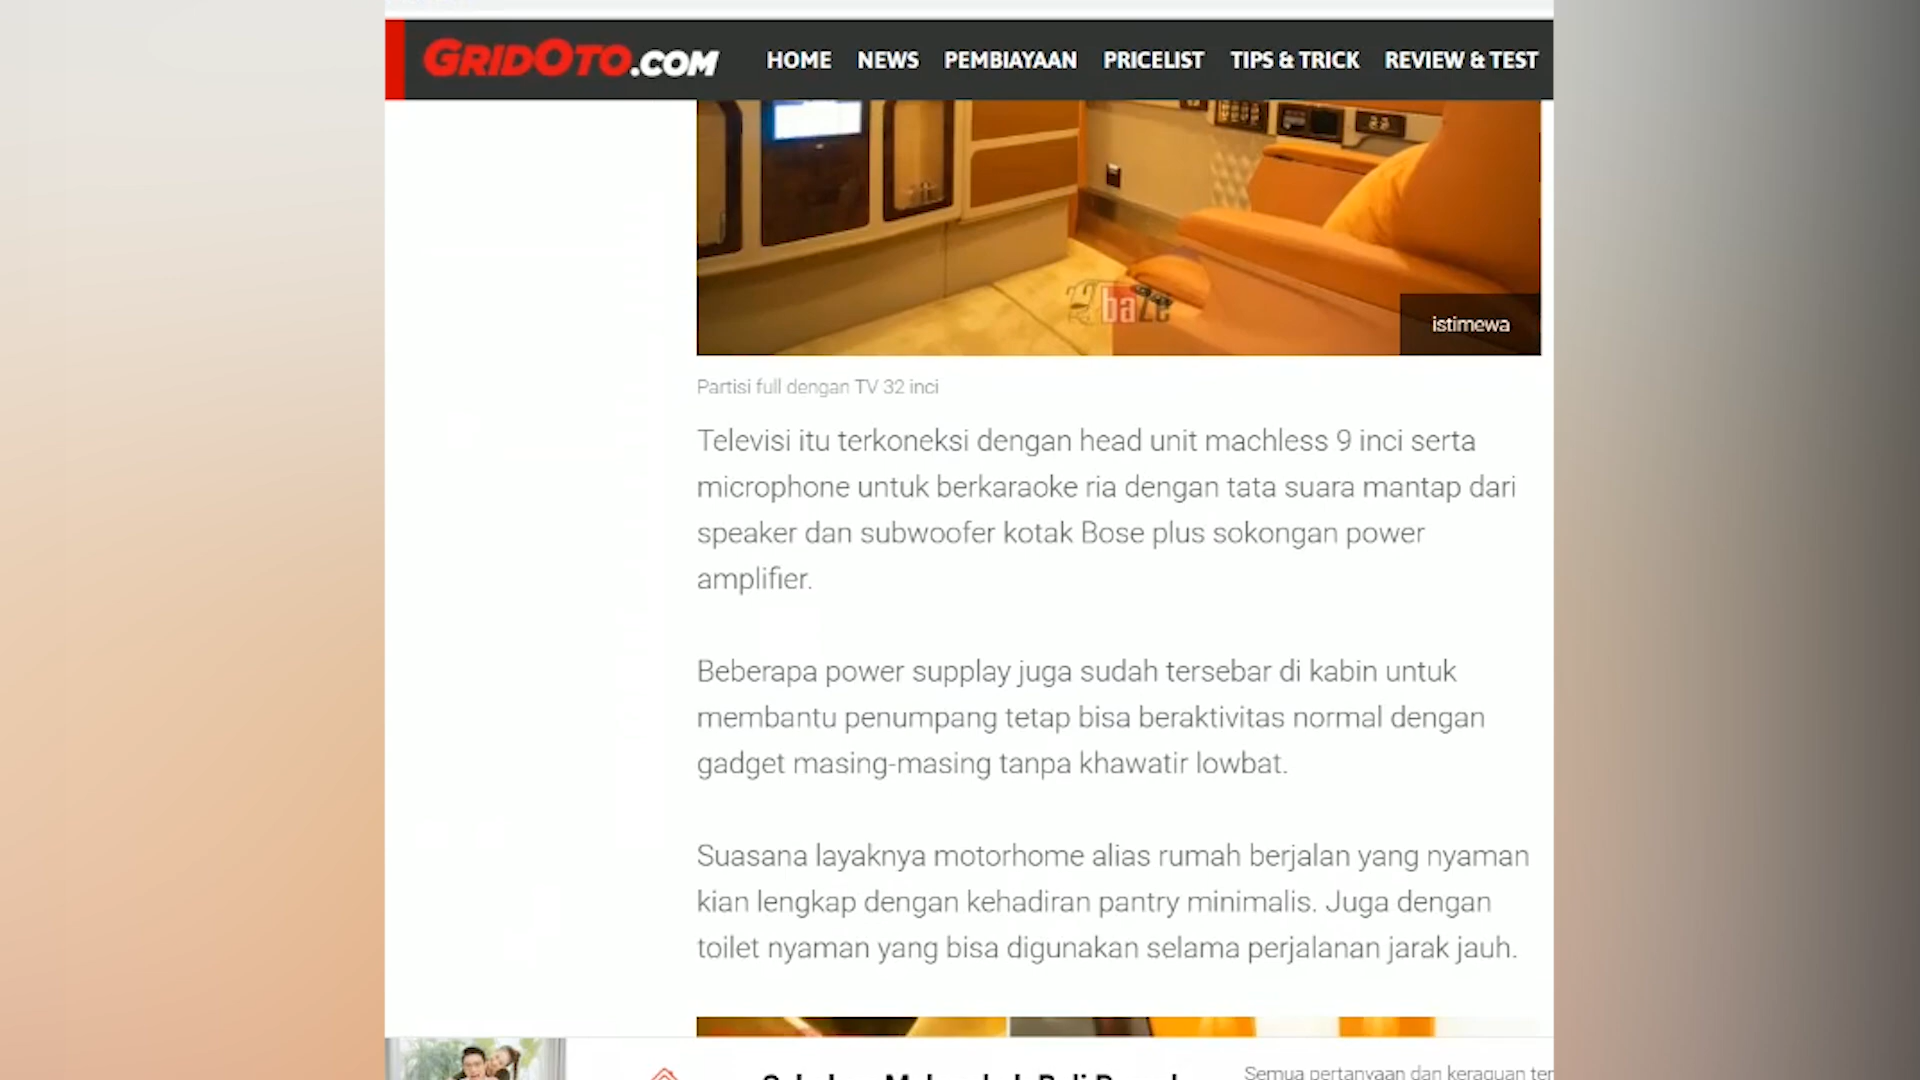 GRIDOTO.COM HOME NEWS PEMBIAYAAN PRICELIST TIPS & TRICK REVIEW & TEST
baze
istimewa
Partisi full dengan TV 32 inci
Televisi itu terkoneksi dengan head unit machless 9 inci serta
microphone untuk berkaraoke ria dengan tata suara mantap dari
speaker dan subwoofer kotak Bose plus sokongan power
amplifier.
Beberapa power supplay juga sudah tersebar di kabin untuk
membantu penumpang tetap bisa beraktivitas normal dengan
gadget masing-masing tanpa khawatir lowbat.
Suasana layaknya motorhome alias rumah berjalan yang nyaman
kian lengkap dengan kehadiran pantry minimalis. Juga dengan
toilet nyaman yang bisa digunakan selama perjalanan jarak jauh.
Semua pertanyaan dan keraguan